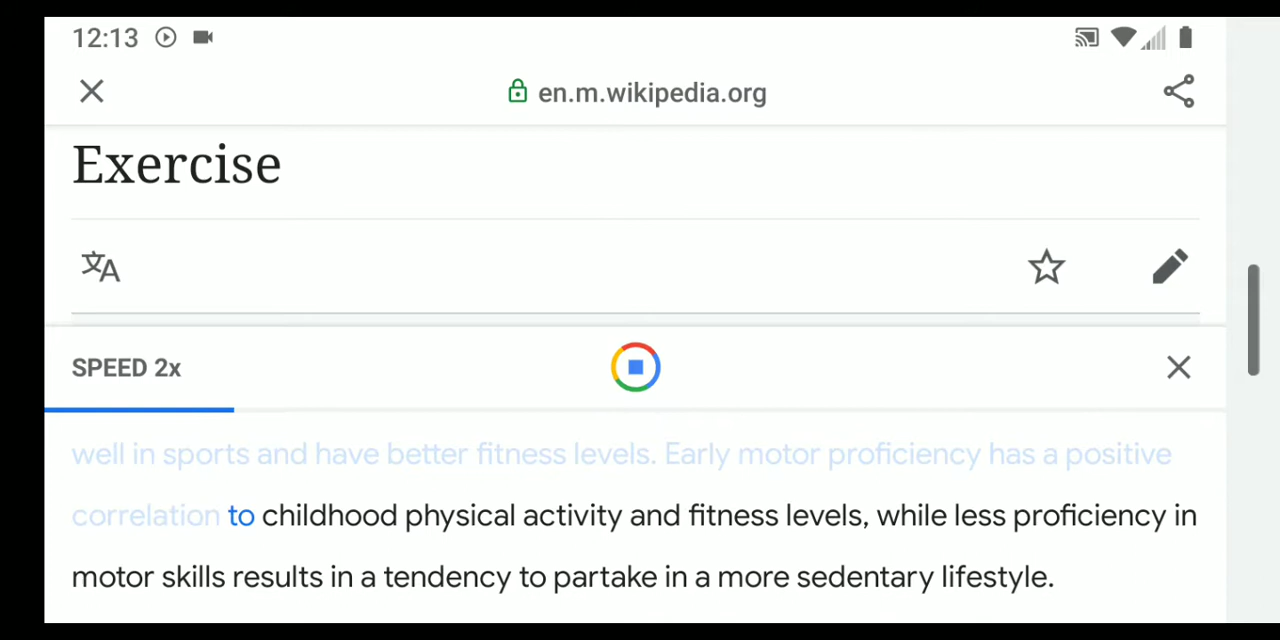 12:13
en.m.wikipedia.org
Exercise
文A
SPEED 2x
well in sports and have better fitness levels. Early motor proficiency has a positive
correlation to childhood physical activity and fitness levels, while less proficiency in
motor skills results in a tendency to partake in a more sedentary lifestyle.